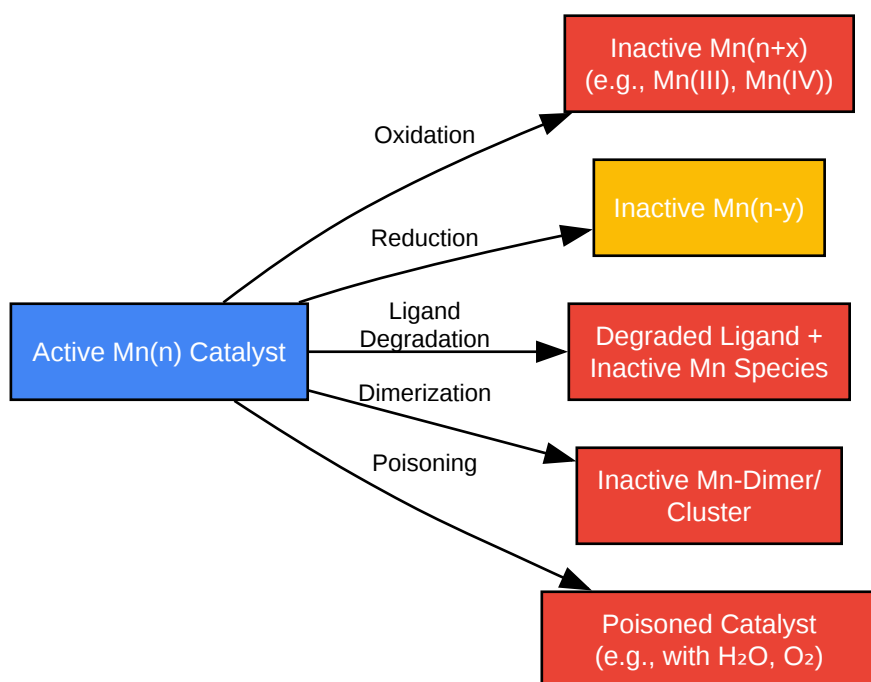 Inactive Mn(n+x)
(e.g., Mn(III), Mn(IV))
Oxidation
Inactive Mn(n-y)
Reduction
Active Mn(n) Catalyst
Ligand
Degradation
Degraded Ligand +
Inactive Mn Species
Dimerization
Inactive Mn-Dimer/
Cluster
Poisoning
Poisoned Catalyst
(e.g., with H₂O, O₂)